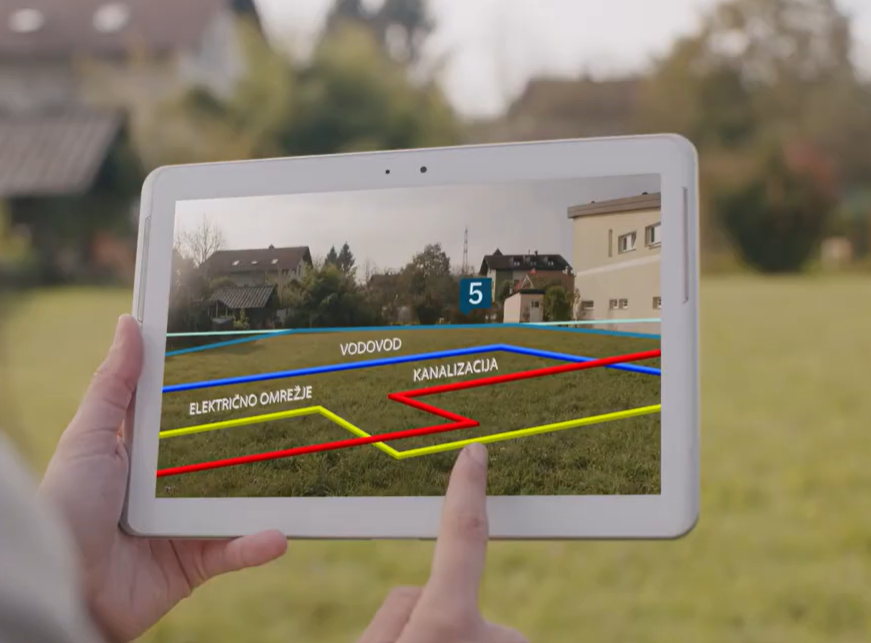 5
VODOVOD
KANALIZACIJA
ELEKTRIČNO OMREŽJE